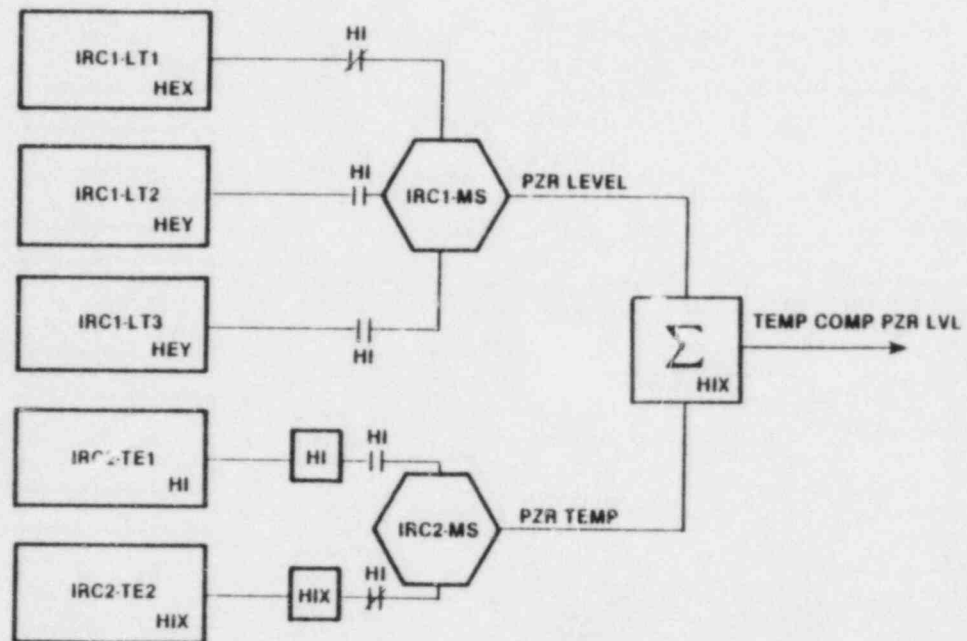 IRC1-LT1
HEX
HI
IRC1-LT2
HEY
HI
IRC1-MS
PZR LEVEL
IRC1-LT3
HEY
HI
Σ
HIX
TEMP COMP PZR LVL
IRC2-TE1
HI
HI
HI
IRC2-MS
PZR TEMP
IRC2-TE2
HIX
HIX
HI